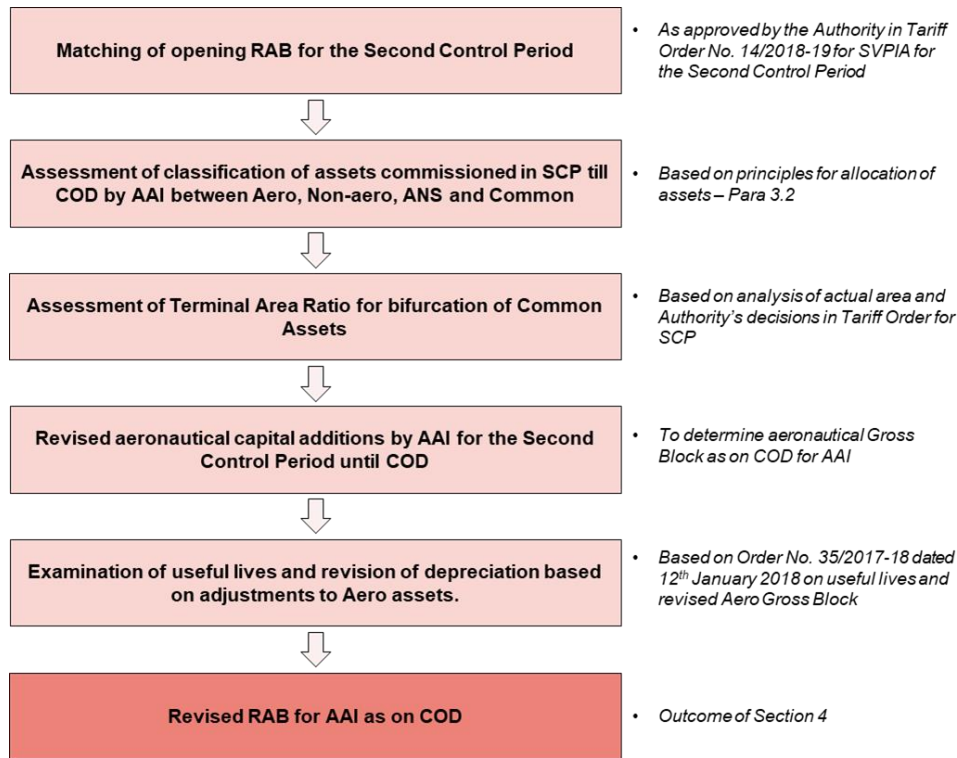 Matching of opening RAB for the Second Control Period
• As approved by the Authority in Tariff
Order No. 14/2018-19 for SVPIA for
the Second Control Period
Assessment of classification of assets commissioned in SCP till
COD by AAI between Aero, Non-aero, ANS and Common
• Based on principles for allocation of
assets – Para 3.2
Assessment of Terminal Area Ratio for bifurcation of Common
Assets
• Based on analysis of actual area and
Authority’s decisions in Tariff Order for
SCP
Revised aeronautical capital additions by AAI for the Second
Control Period until COD
• To determine aeronautical Gross
Block as on COD for AAI
Examination of useful lives and revision of depreciation based
on adjustments to Aero assets.
• Based on Order No. 35/2017-18 dated
12th January 2018 on useful lives and
revised Aero Gross Block
Revised RAB for AAI as on COD
• Outcome of Section 4